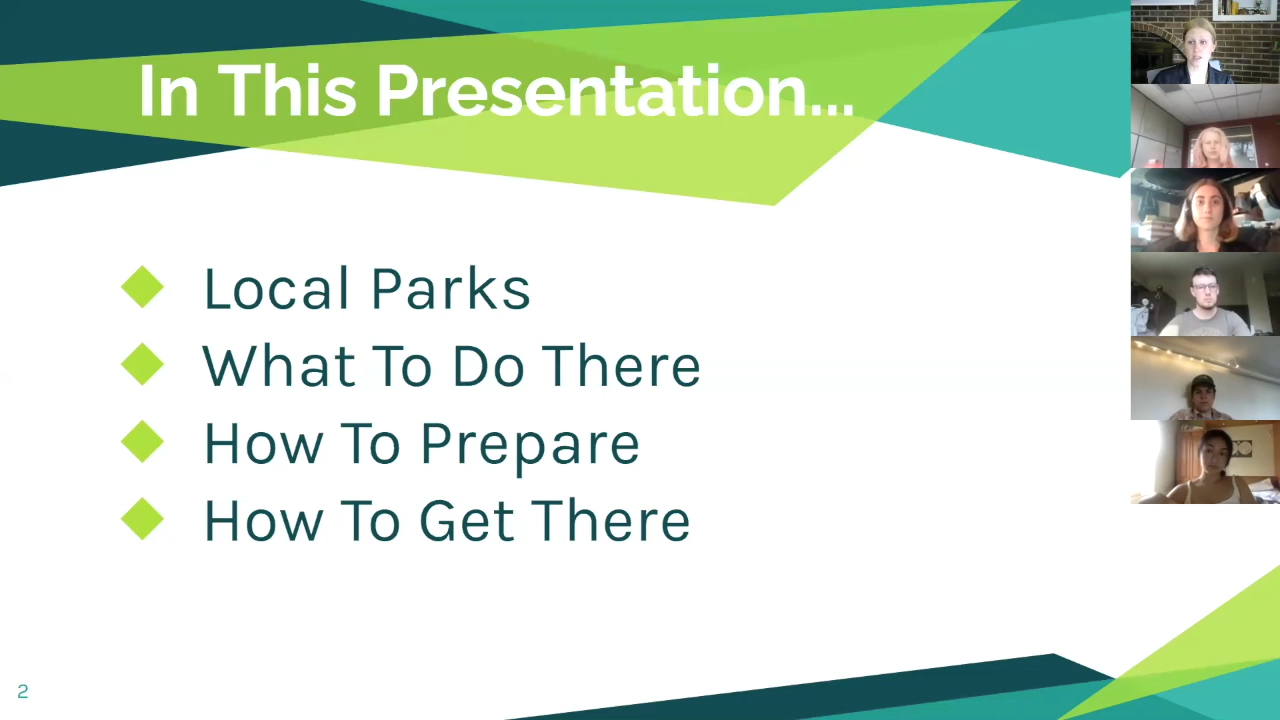 In This Presentation...
Local Parks
What To Do There
How To Prepare
How To Get There
2